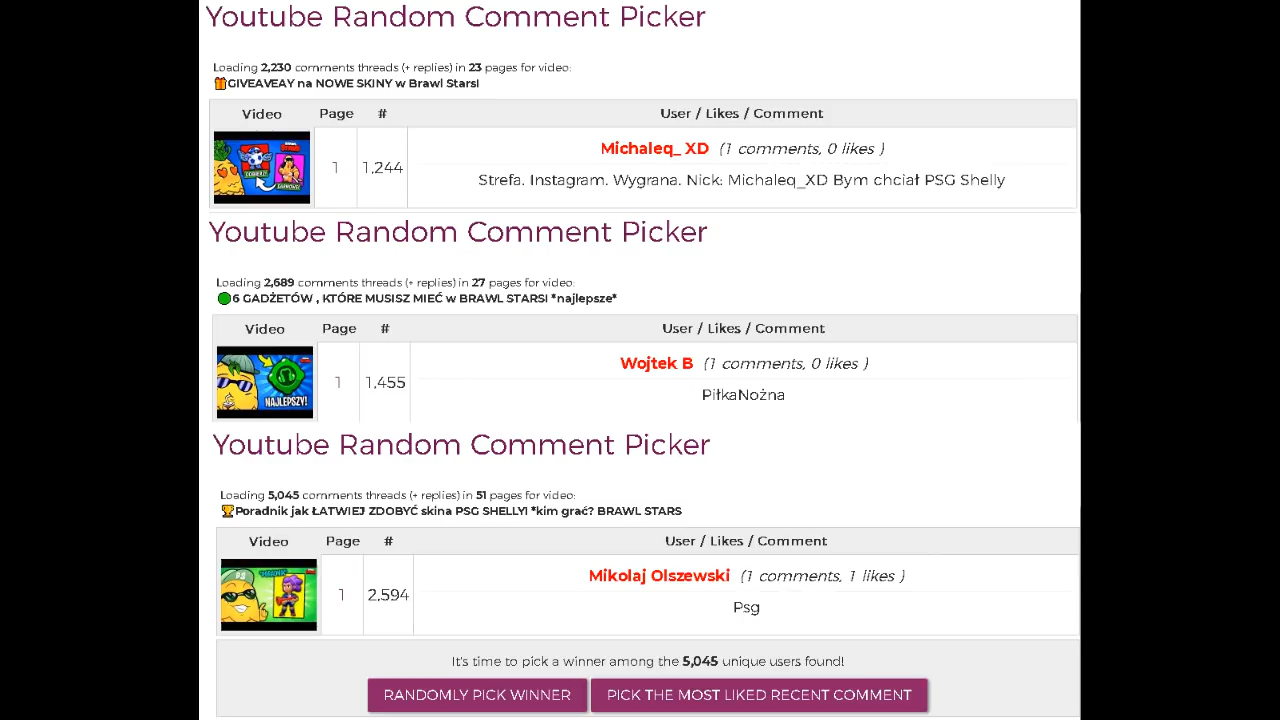 Youtube Random Comment Picker
Loading 2,230 comments threads (+ replies) in 23 pages for video:
🎁GIVEAVEAY na NOWE SKINY w Brawl Stars!
Video Page # User / Likes / Comment
1 1,244 Michaleq_ XD (1 comments, 0 likes )
Strefa. Instagram. Wygrana. Nick: Michaleq_XD Bym chciał PSG Shelly
Youtube Random Comment Picker
Loading 2,689 comments threads (+ replies) in 27 pages for video:
🟢6 GADŻETÓW , KTÓRE MUSISZ MIEĆ w BRAWL STARS! *najlepsze*
Video Page # User / Likes / Comment
1 1,455 Wojtek B (1 comments, 0 likes )
NAJLEPSZY!
PiłkaNożna
Youtube Random Comment Picker
Loading 5,045 comments threads (+ replies) in 51 pages for video:
🏆Poradnik jak ŁATWIEJ ZDOBYĆ skina PSG SHELLY! *kim grać? BRAWL STARS
Video Page # User / Likes / Comment
1 2,594 Mikolaj Olszewski (1 comments, 1 likes )
Psg
It's time to pick a winner among the 5,045 unique users found!
RANDOMLY PICK WINNER PICK THE MOST LIKED RECENT COMMENT